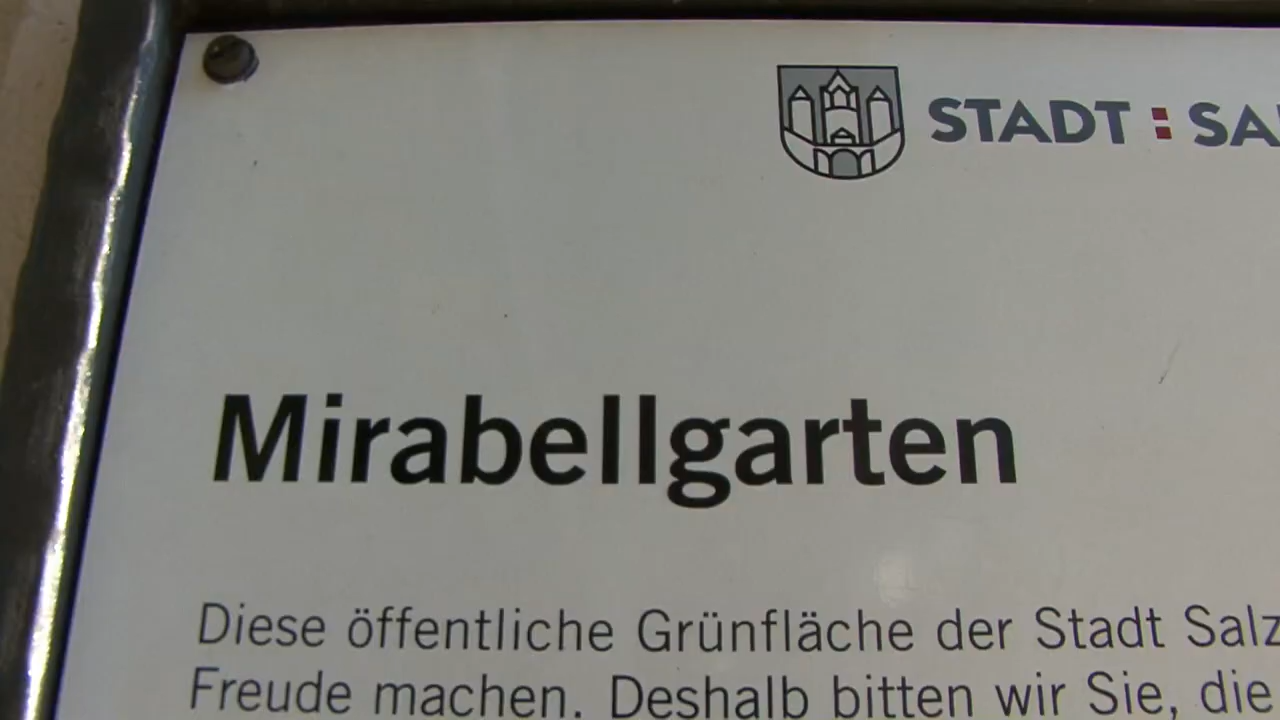 STADT : SA
Mirabellgarten
Diese öffentliche Grünfläche der Stadt Salz
Freude machen. Deshalb bitten wir Sie, die